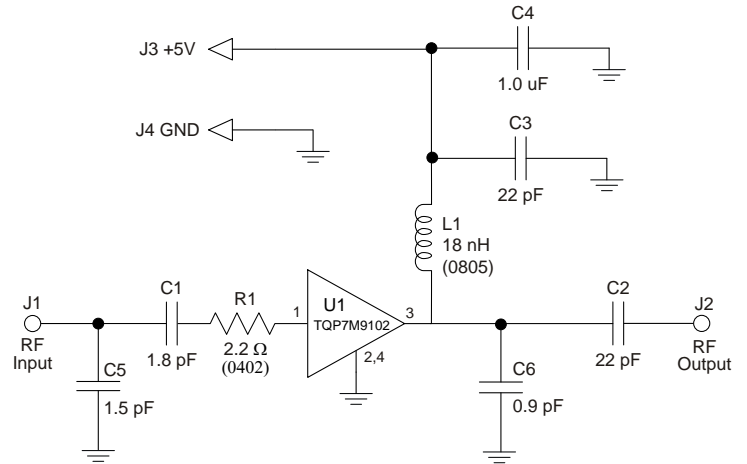 C4
J3 +5V
1.0 uF
J4 GND
C3
22 pF
L1
18 nH
(0805)
J1
RF
Input
C1
1.8 pF
R1
2.2 Ω
(0402)
C5
1.5 pF
1
U1
TQP7M9102
3
2,4
C6
0.9 pF
C2
22 pF
J2
RF
Output